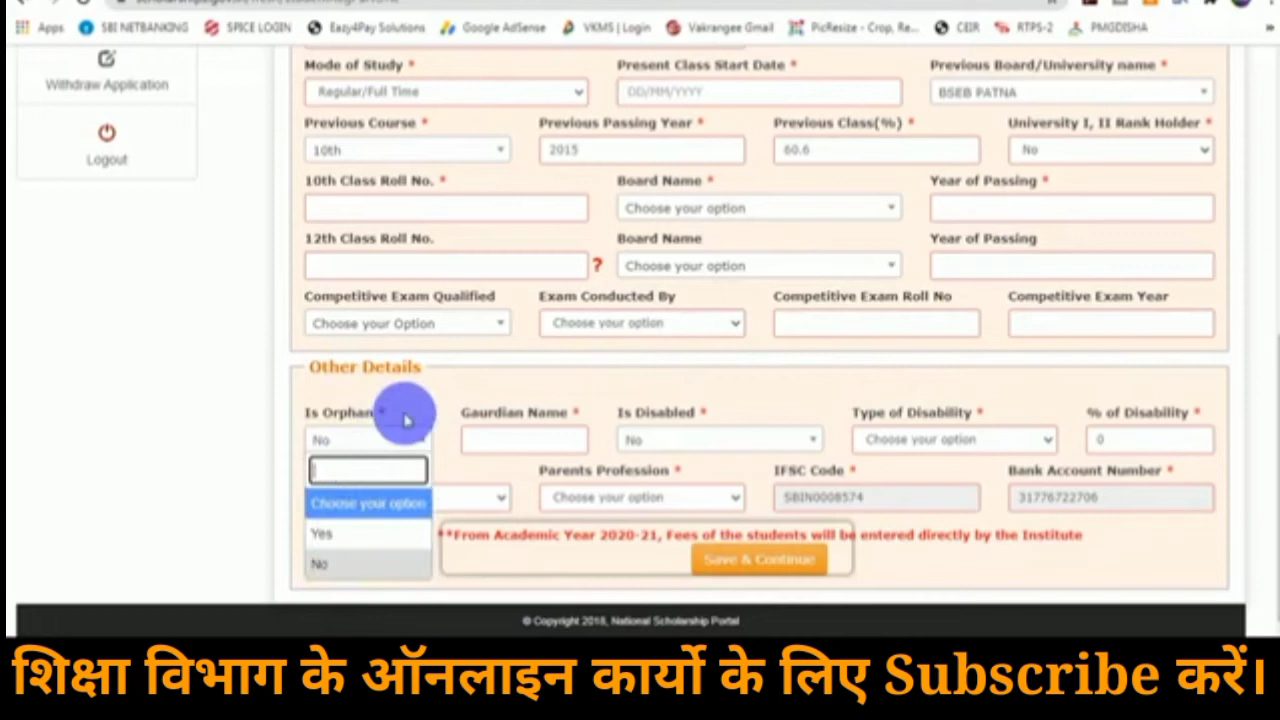 Apps SBI NETBANKING SPICE LOGIN Eazy4Pay Solutions Google AdSense VKMS | Login Vakrangee Gmail PicResize - Crop, Re... CEIR RTPS-2 PMGDISHA »
Withdraw Application
Logout
Mode of Study * Present Class Start Date * Previous Board/University name *
Regular/Full Time DD/MM/YYYY BSEB PATNA
Previous Course * Previous Passing Year * Previous Class(%) * University I, II Rank Holder *
10th 2015 60.6 No
10th Class Roll No. * Board Name * Year of Passing *
Choose your option
12th Class Roll No. Board Name Year of Passing
? Choose your option
Competitive Exam Qualified Exam Conducted By Competitive Exam Roll No Competitive Exam Year
Choose your Option Choose your option
Other Details
Is Orphan * Gaurdian Name * Is Disabled * Type of Disability * % of Disability *
No No Choose your option 0
Parents Profession * IFSC Code * Bank Account Number *
Choose your option Choose your option SBIN0008574 31776722706
Yes
**From Academic Year 2020-21, Fees of the students will be entered directly by the Institute
No
Save & Continue
© Copyright 2018, National Scholarship Portal
शिक्षा विभाग के ऑनलाइन कार्यो के लिए Subscribe करें।